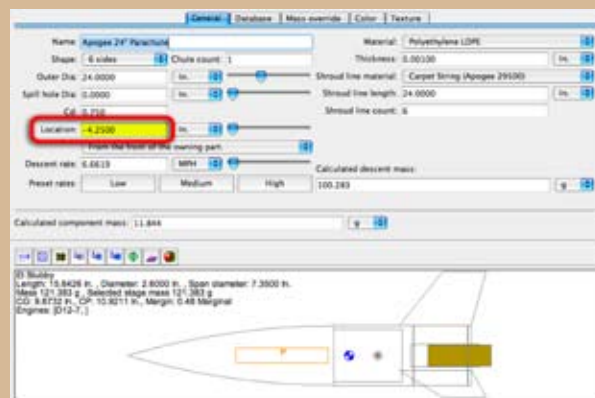 General Database Mass override Color Texture
Name: Apogee 24" Parachute Material: Polyethylene LDPE
Shape: 6 sides Chute count: 1 Thickness: 0.00100 In.
Outer Dia: 24.0000 In. Shroud line material: Carpet String (Apogee 29500)
Spill hole Dia: 0.0000 In. Shroud line length: 24.0000 In.
Cd: 0.750 Shroud line count: 6
Location: -4.2500 In.
From the front of the owning part.
Descent rate: 6.6619 MPH Calculated descent mass:
Preset rates: Low Medium High 100.283 g
Calculated component mass: 11.844 g
El Stubby
Length: 15.8426 In. , Diameter: 2.6000 In. , Span diameter: 7.3500 In.
Mass 121.383 g , Selected stage mass 121.383 g
CG: 9.6732 In., CP: 10.9211 In., Margin: 0.48 Marginal
Engines: [D12-7, ]
P